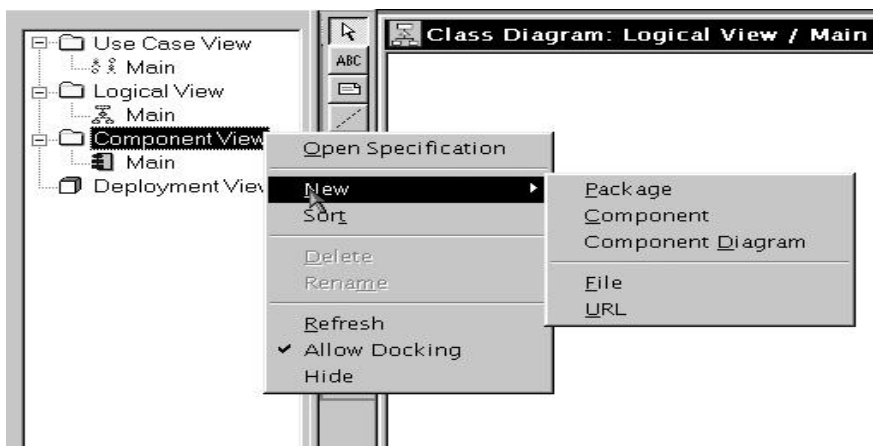 Use Case View
Main
Logical View
Main
Component View
Main
Deployment View
ABC
Class Diagram: Logical View / Main
Open Specification
New
Sort
Delete
Rename
Refresh
Allow Docking
Hide
Package
Component
Component Diagram
File
URL